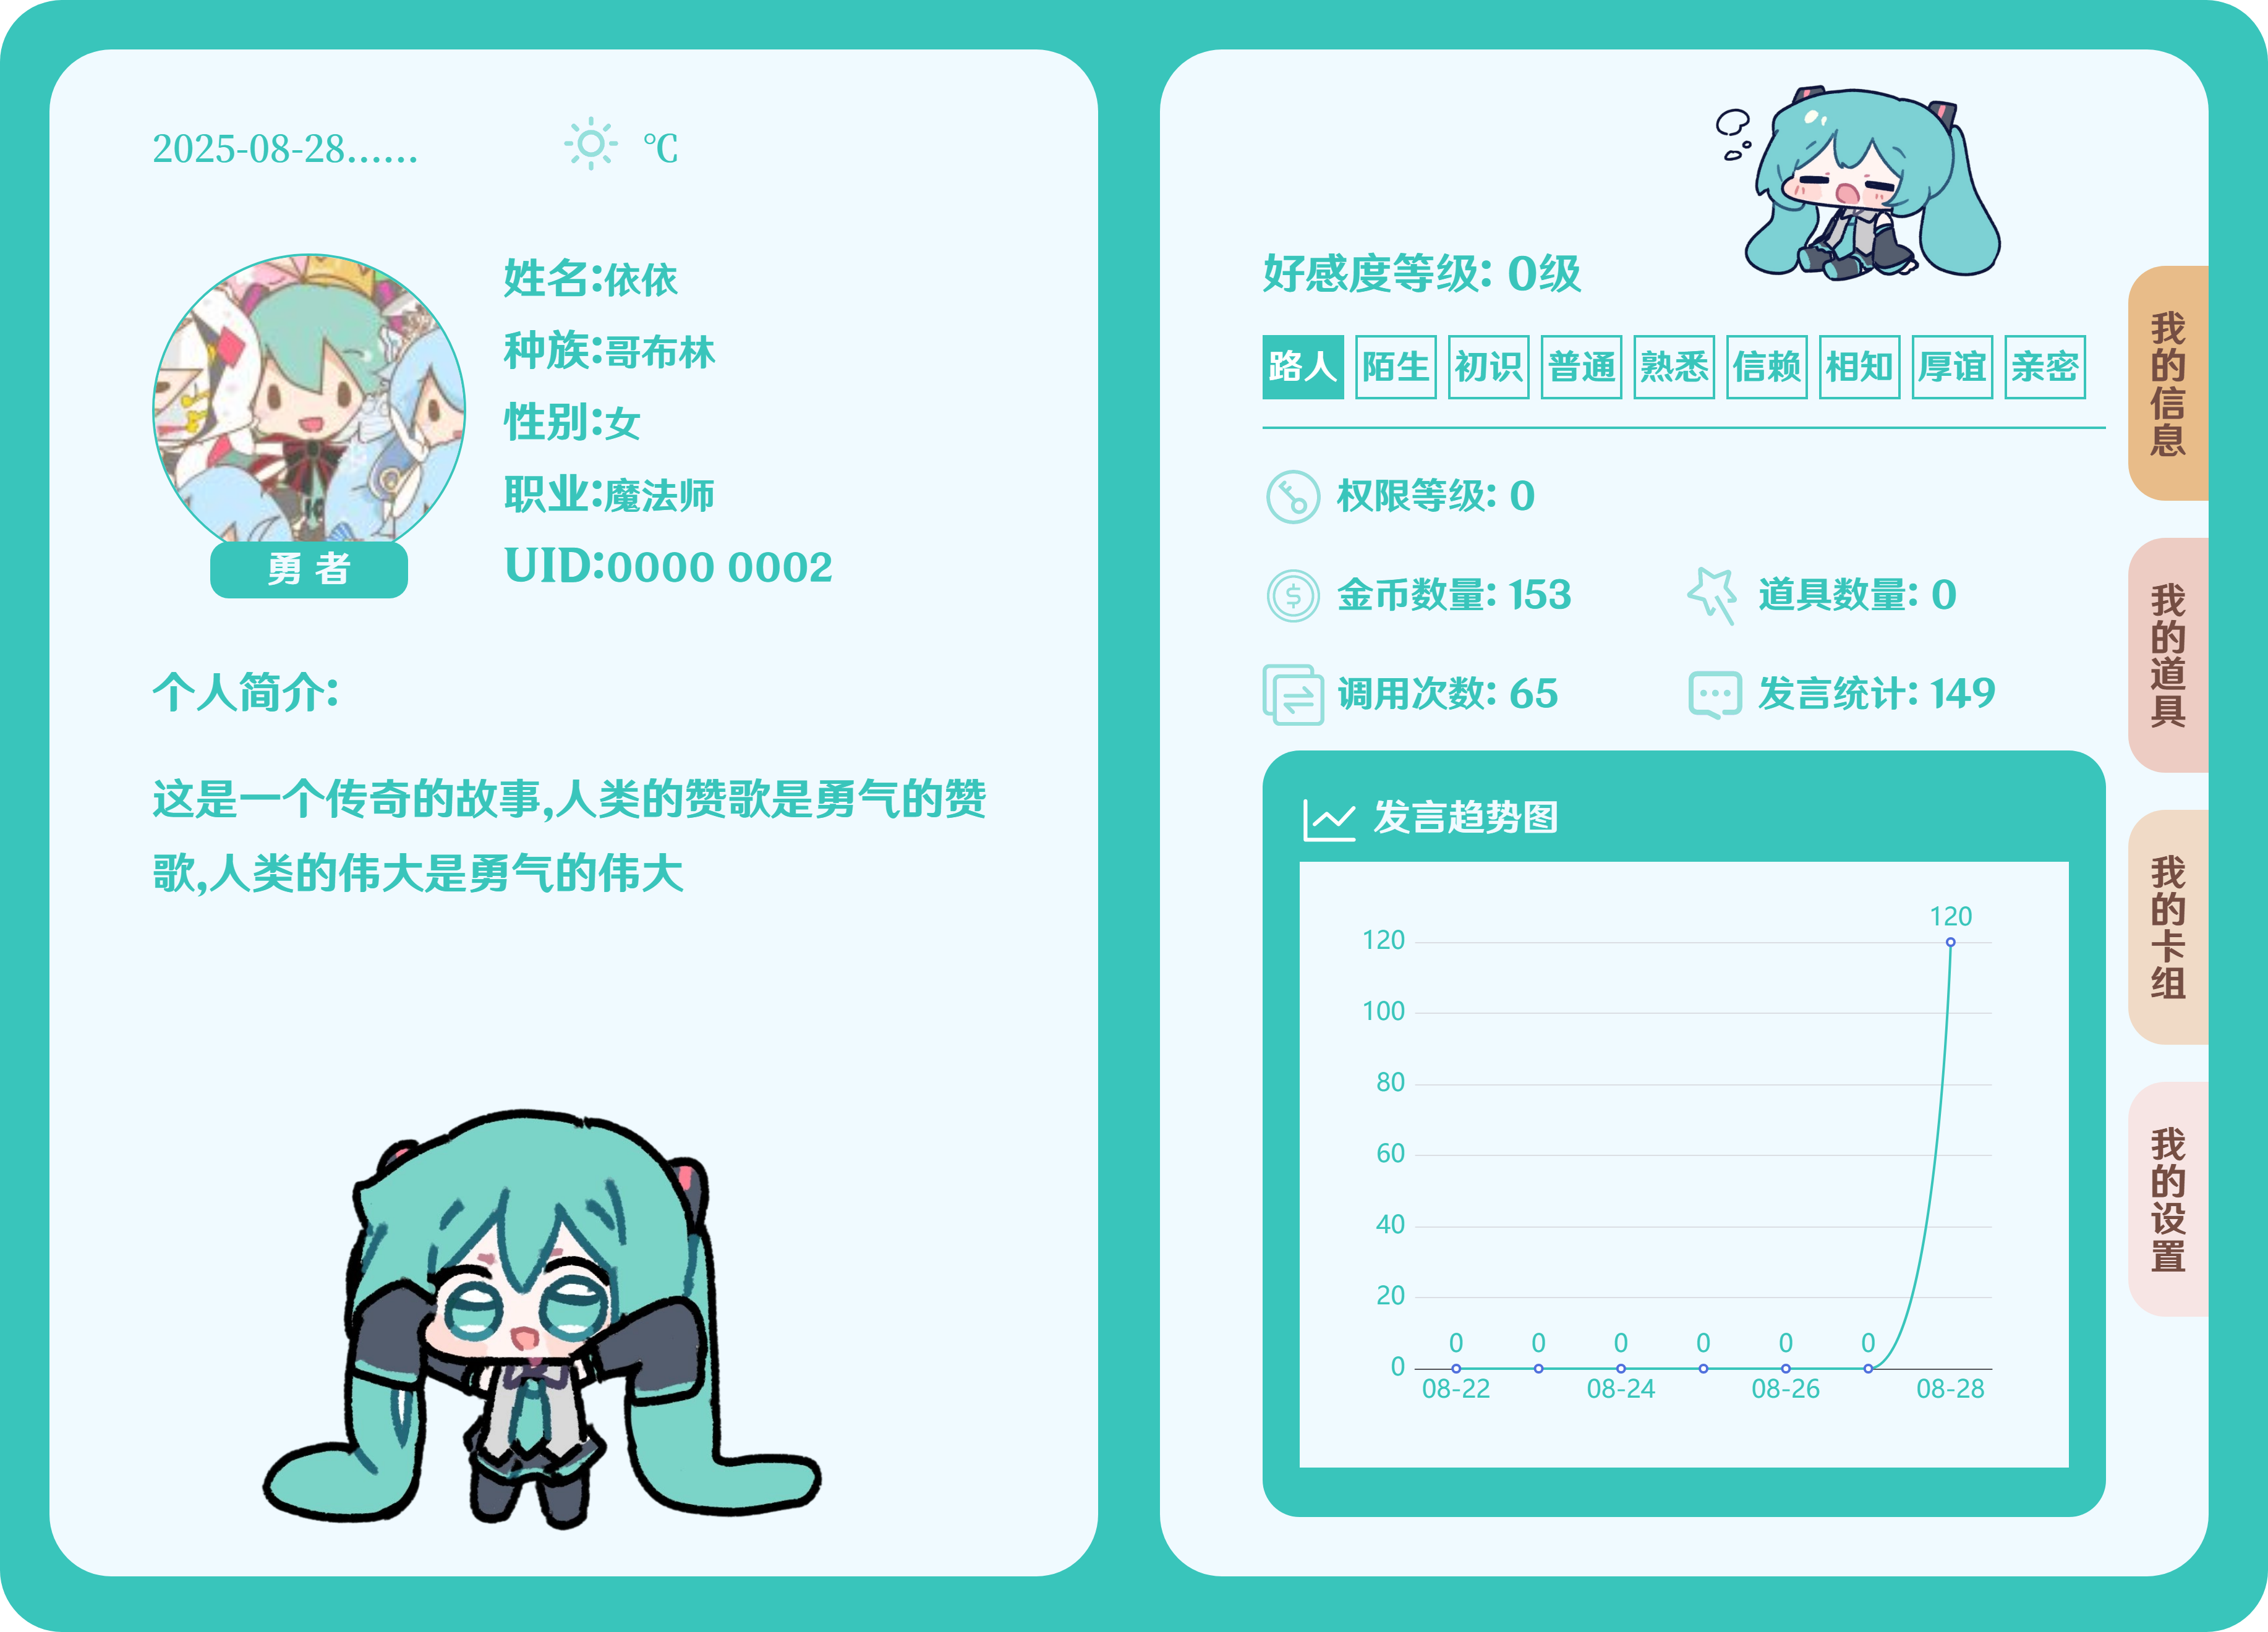 2025-08-28......
℃
姓名:依依
种族:哥布林
性别:女
职业:魔法师
UID:0000 0002
勇 者
个人简介:
这是一个传奇的故事,人类的赞歌是勇气的赞
歌,人类的伟大是勇气的伟大
好感度等级: 0级
路人 陌生 初识 普通 熟悉 信赖 相知 厚谊 亲密
权限等级: 0
金币数量: 153
道具数量: 0
调用次数: 65
发言统计: 149
发言趋势图
120
120
100
80
60
40
20
0
0 0 0 0 0 0
08-22 08-24 08-26 08-28
我的信息
我的道具
我的卡组
我的设置